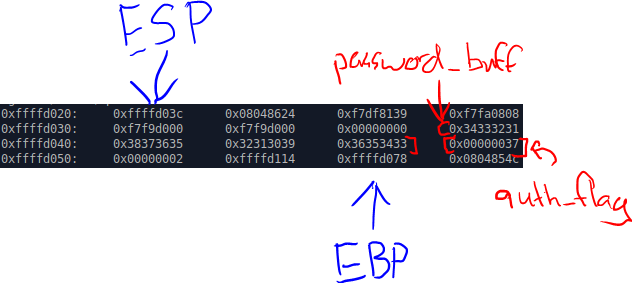 ESP
password_buff
0xffffd020: 0xffffd03c 0x08048624 0xf7df8139 0xf7fa0808
0xffffd030: 0xf7f9d000 0xf7f9d000 0x00000000 0x34333231
0xffffd040: 0x38373635 0x32313039 0x36353433 0x00000037
0xffffd050: 0x00000002 0xffffd114 0xffffd078 0x0804854c
auth_flag
EBP